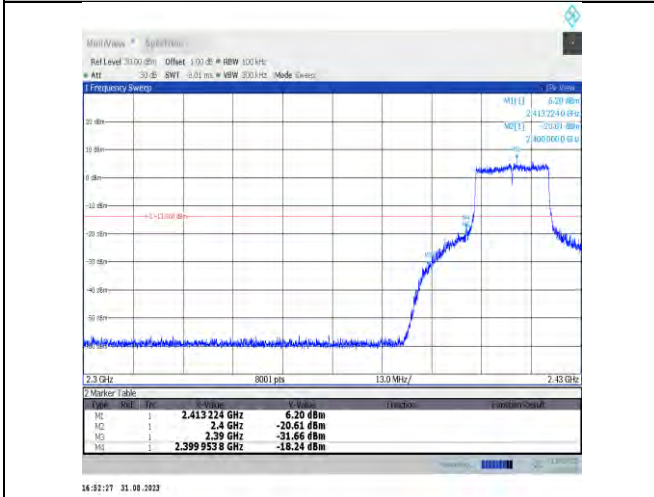 MultiView Spectrum
Ref Level 30.00 dBm Offset 1.00 dB RBW 100 kHz
Att 30 dB SWT VBW 300 kHz Mode Sweep
1 Frequency Sweep
M1[1] 6.20 dBm
2.4132240 GHz
M2[1] -20.61 dBm
2.4000000 GHz
20 dBm
10 dBm
0 dBm
-10 dBm
-20 dBm
-30 dBm
-40 dBm
-50 dBm
2.3 GHz 8001 pts 13.0 MHz/ 2.43 GHz
2 Marker Table
Type Ref Trc X-Value Y-Value Function Function Result
M1 1 2.413 224 GHz 6.20 dBm
M2 1 2.4 GHz -20.61 dBm
M3 1 2.39 GHz -31.66 dBm
M4 1 2.399 953 8 GHz -18.24 dBm
16:52:27 31.08.2023